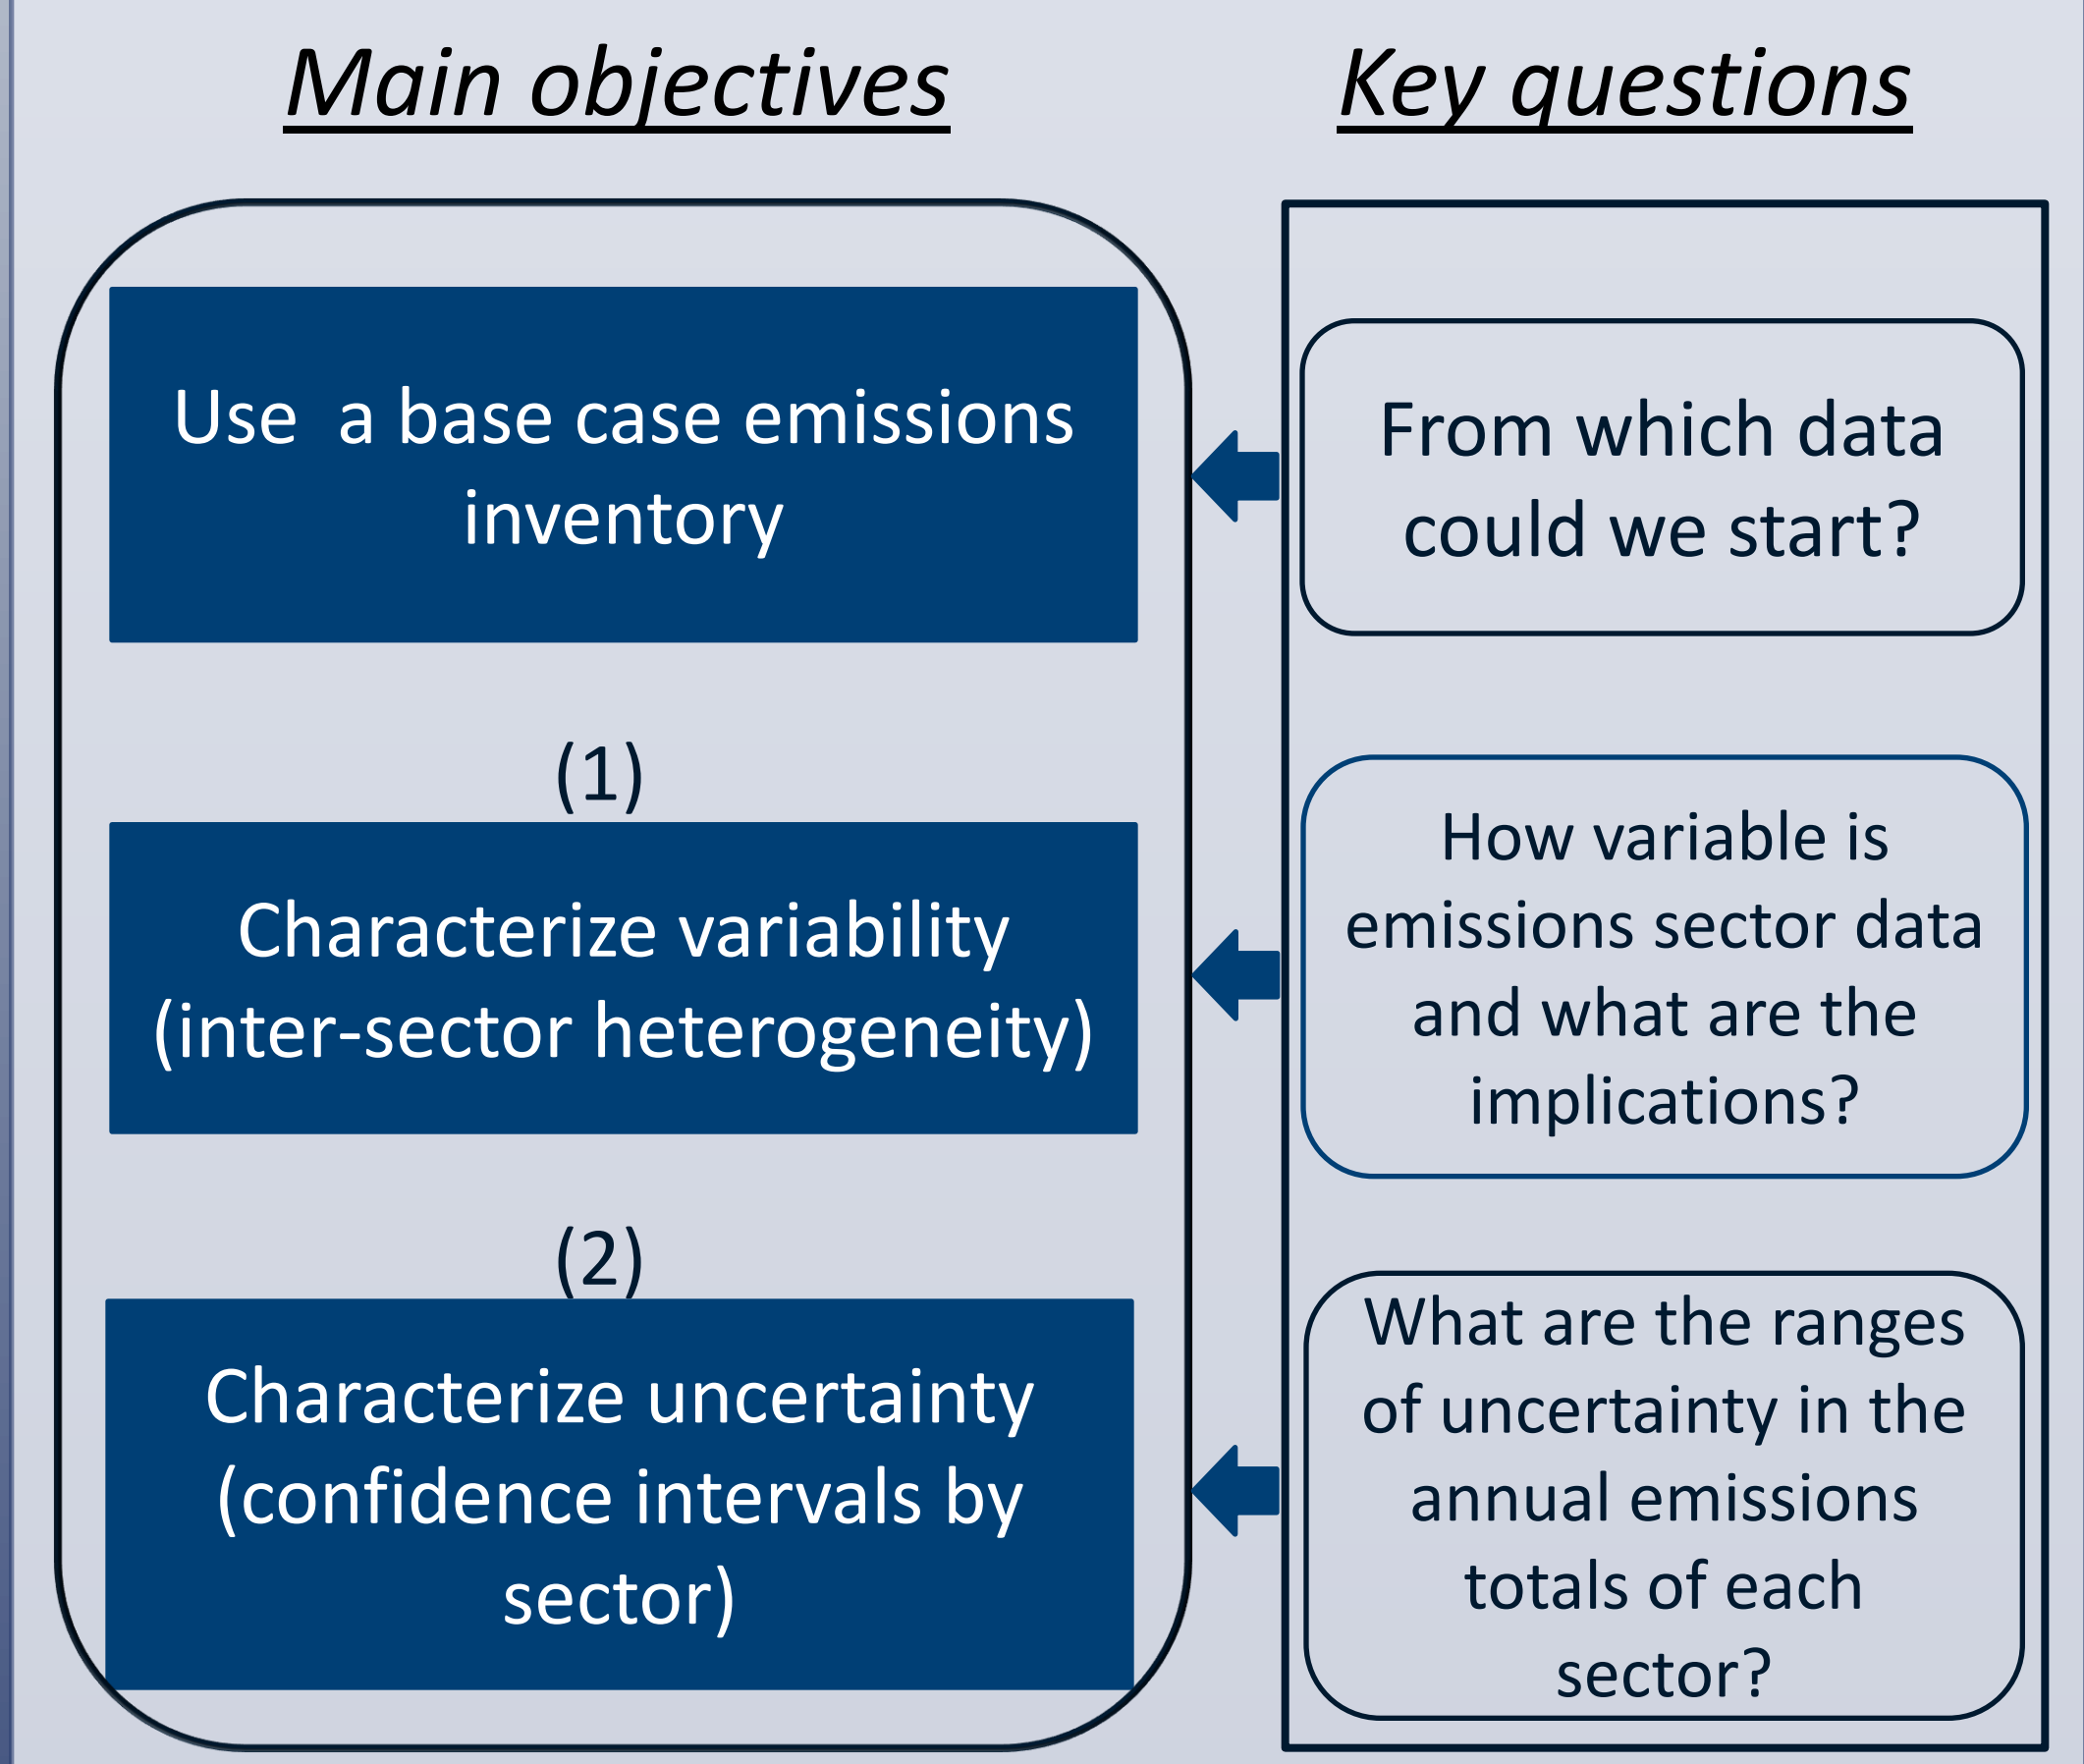 Main objectives
Key questions
Use a base case emissions
inventory
From which data
could we start?
(1)
Characterize variability
(inter-sector heterogeneity)
How variable is
emissions sector data
and what are the
implications?
(2)
Characterize uncertainty
(confidence intervals by
sector)
What are the ranges
of uncertainty in the
annual emissions
totals of each
sector?